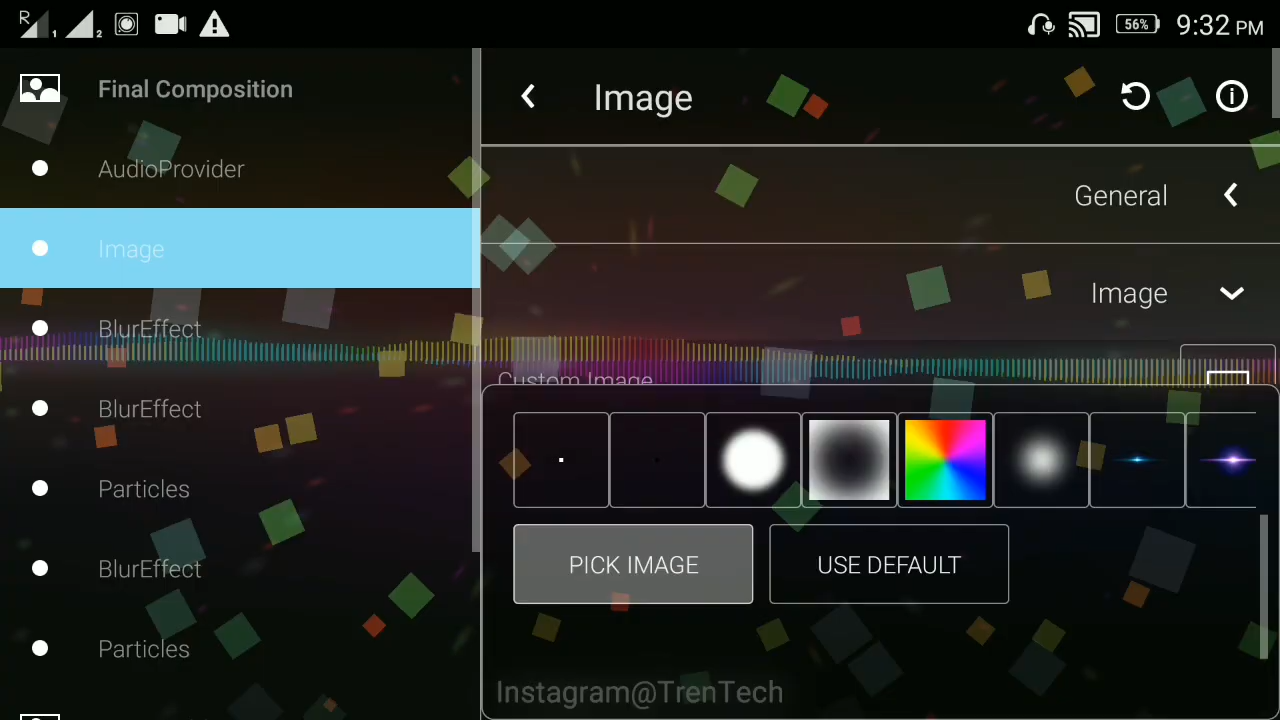 R 1 2 56% 9:32 PM
Final Composition
AudioProvider
Image
BlurEffect
BlurEffect
Particles
BlurEffect
Particles
Image
General
Image
Custom Image
PICK IMAGE
USE DEFAULT
Instagram@TrenTech